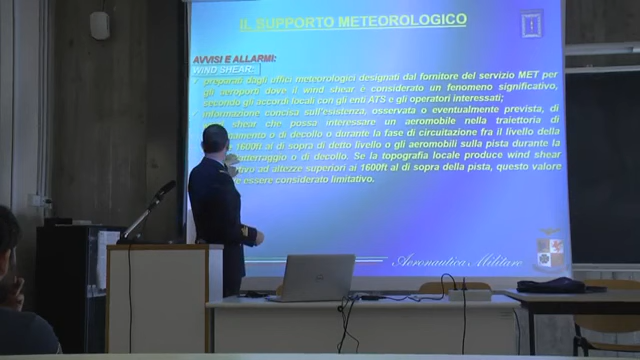 IL SUPPORTO METEOROLOGICO
AVVISI E ALLARMI:
WIND SHEAR:
preparati dagli uffici meteorologici designati dal fornitore del servizio MET per
gli aeroporti dove il wind shear è considerato un fenomeno significativo,
secondo gli accordi locali con gli enti ATS e gli operatori interessati;
informazione concisa sull'esistenza, osservata o eventualmente prevista, di
shear che possa interessare un aeromobile nella traiettoria di
o di decollo o durante la fase di circuitazione fra il livello della
1600ft al di sopra di detto livello o gli aeromobili sulla pista durante la
o di decollo. Se la topografia locale produce wind shear
ad altezze superiori ai 1600ft al di sopra della pista, questo valore
essere considerato limitativo.
Aeronautica Militare